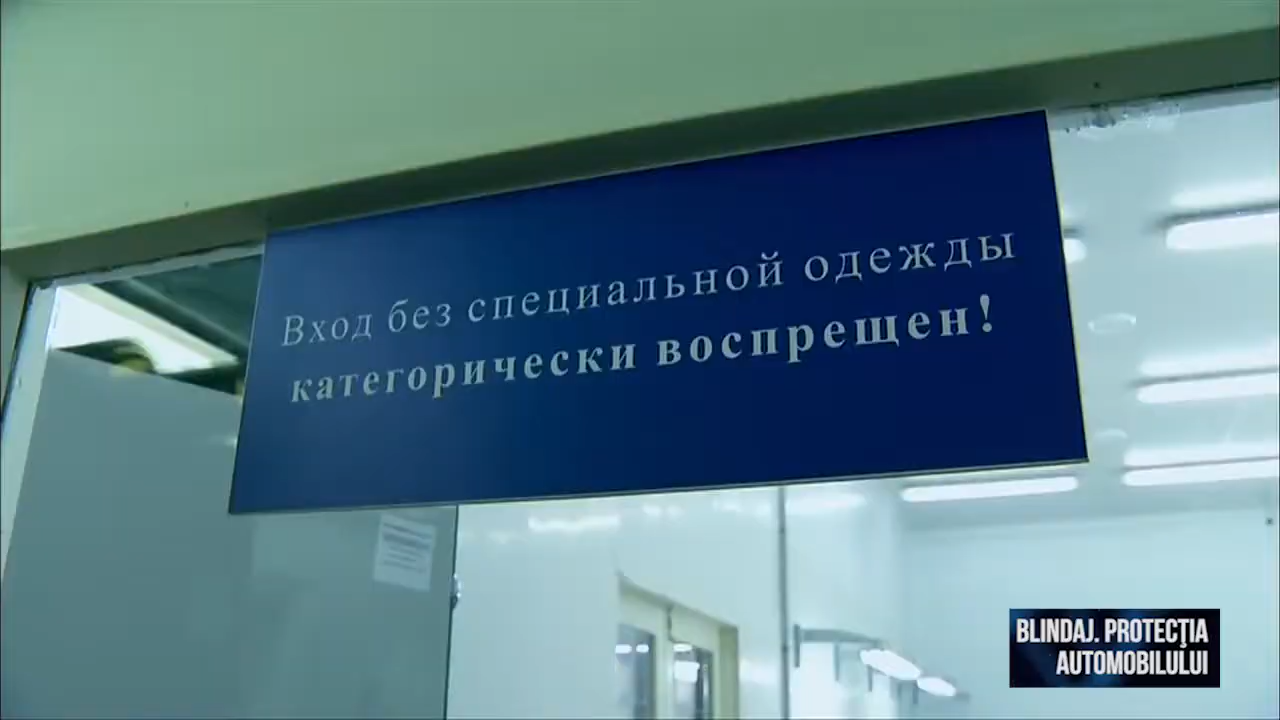 Вход без специальной одежды
категорически воспрещен!
BLINDAJ. PROTECŢIA
AUTOMOBILULUI